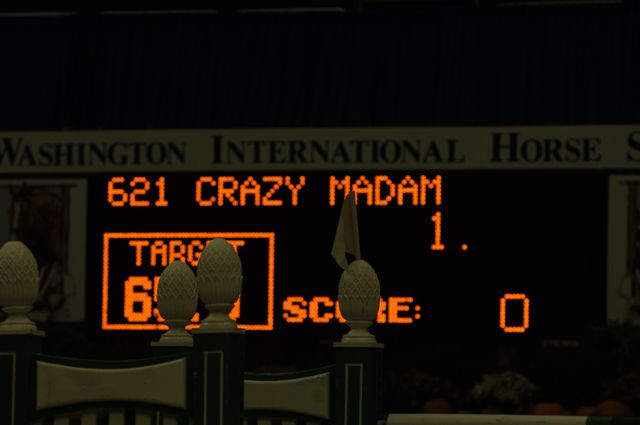 WASHINGTON INTERNATIONAL HORSE S
621 CRAZY MADAM
1.
TARGET
SCORE: 0